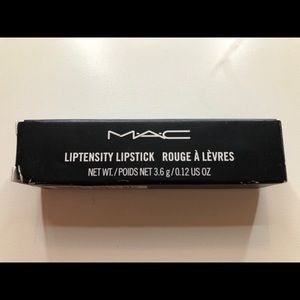 MAC
LIPTENSITY LIPSTICK ROUGE À LÈVRES
NET WT. / POIDS NET 3.6 g / 0.12 US OZ